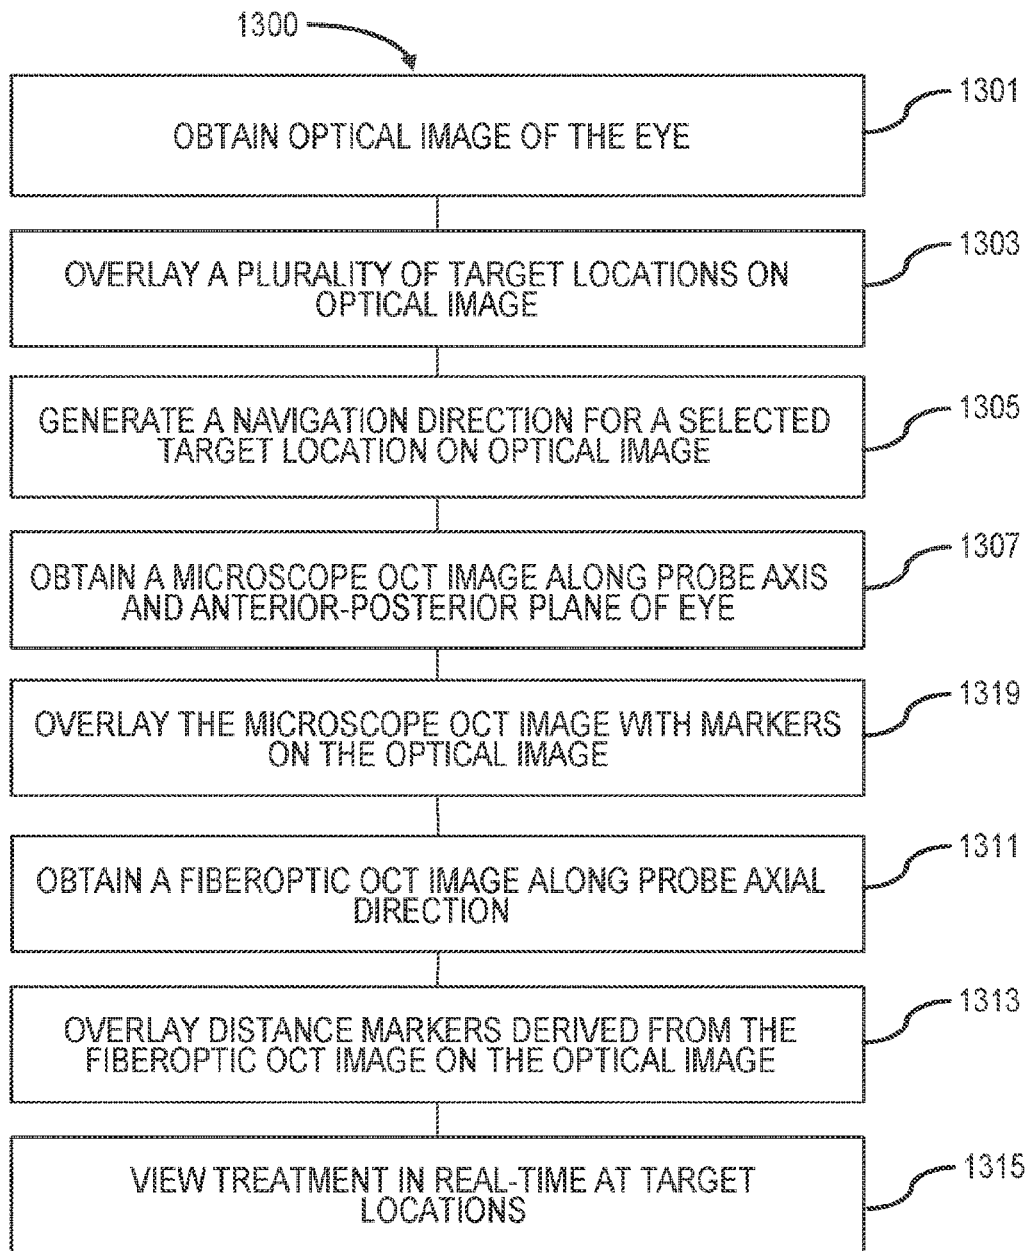 1300
1301
OBTAIN OPTICAL IMAGE OF THE EYE
1303
OVERLAY A PLURALITY OF TARGET LOCATIONS ON
OPTICAL IMAGE
1305
GENERATE A NAVIGATION DIRECTION FOR A SELECTED
TARGET LOCATION ON OPTICAL IMAGE
1307
OBTAIN A MICROSCOPE OCT IMAGE ALONG PROBE AXIS
AND ANTERIOR-POSTERIOR PLANE OF EYE
1319
OVERLAY THE MICROSCOPE OCT IMAGE WITH MARKERS
ON THE OPTICAL IMAGE
1311
OBTAIN A FIBEROPTIC OCT IMAGE ALONG PROBE AXIAL
DIRECTION
1313
OVERLAY DISTANCE MARKERS DERIVED FROM THE
FIBEROPTIC OCT IMAGE ON THE OPTICAL IMAGE
1315
VIEW TREATMENT IN REAL-TIME AT TARGET
LOCATIONS